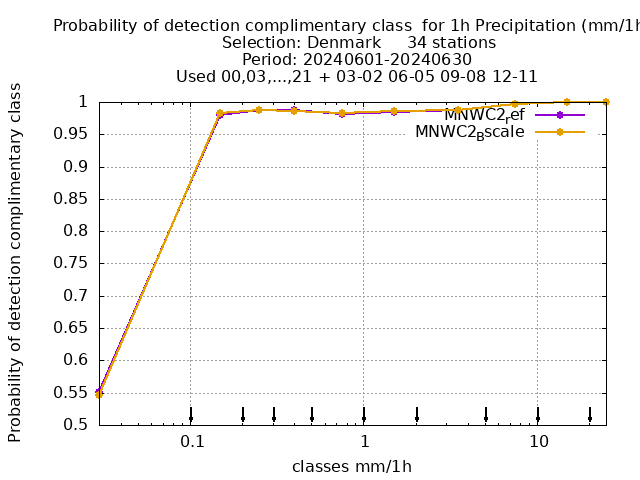 Probability of detection complimentary class  for 1h Precipitation (mm/1h
Selection: Denmark     34 stations
Period: 20240601-20240630
Used 00,03,...,21 + 03-02 06-05 09-08 12-11
Probability of detection complimentary class
1
0.95
0.9
0.85
0.8
0.75
0.7
0.65
0.6
0.55
0.5
MNWC2ref
MNWC2Bscale
0.1
1
10
classes mm/1h